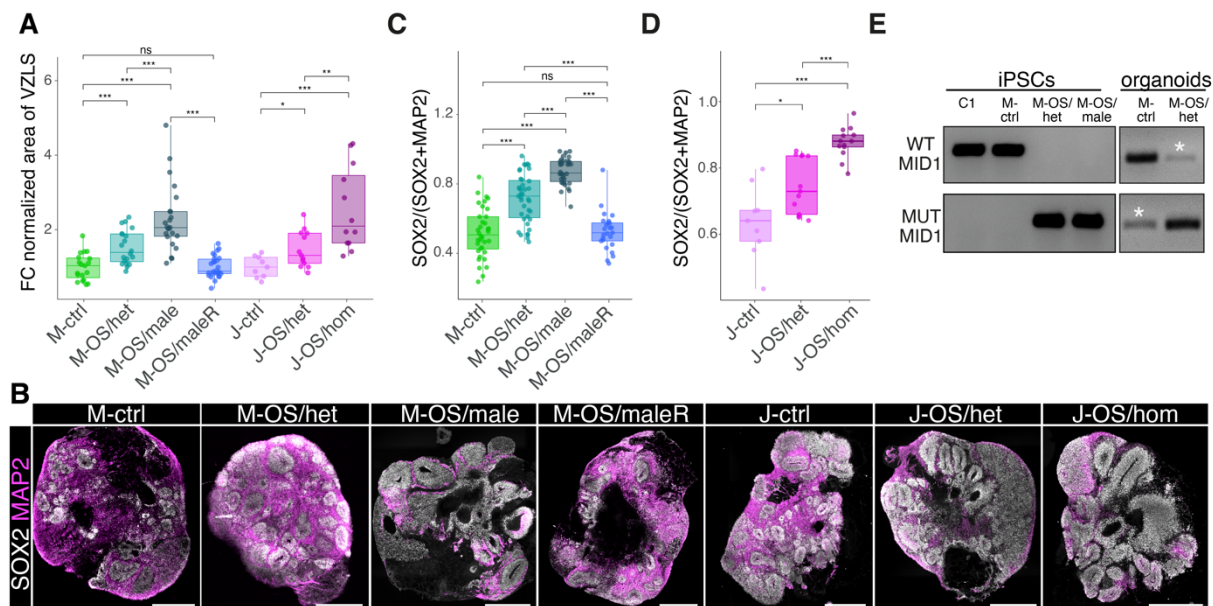 A
FC normalized area of VZLS
6
4
2
ns
***
***
***
***
**
***
*
M-ctrl
M-OS/het
M-OS/male
M-OS/maleR
J-ctrl
J-OS/het
J-OS/hom
C
SOX2/(SOX2+MAP2)
1.2
0.8
0.4
***
ns
***
***
***
***
M-ctrl
M-OS/het
M-OS/male
M-OS/maleR
D
SOX2/(SOX2+MAP2)
1.0
0.8
0.6
***
***
*
J-ctrl
J-OS/het
J-OS/hom
E
iPSCs
organoids
C1
M-
ctrl
M-OS/
het
M-OS/
male
M-
ctrl
M-OS/
het
WT
MID1
*
MUT
MID1
*
B
M-ctrl
M-OS/het
M-OS/male
M-OS/maleR
J-ctrl
J-OS/het
J-OS/hom
SOX2 MAP2